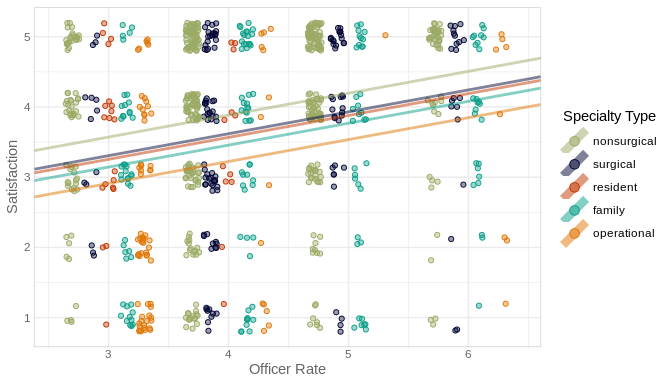 5
4
3
2
1
3
4
5
6
Satisfaction
Officer Rate
Specialty Type
nonsurgical
surgical
resident
family
operational